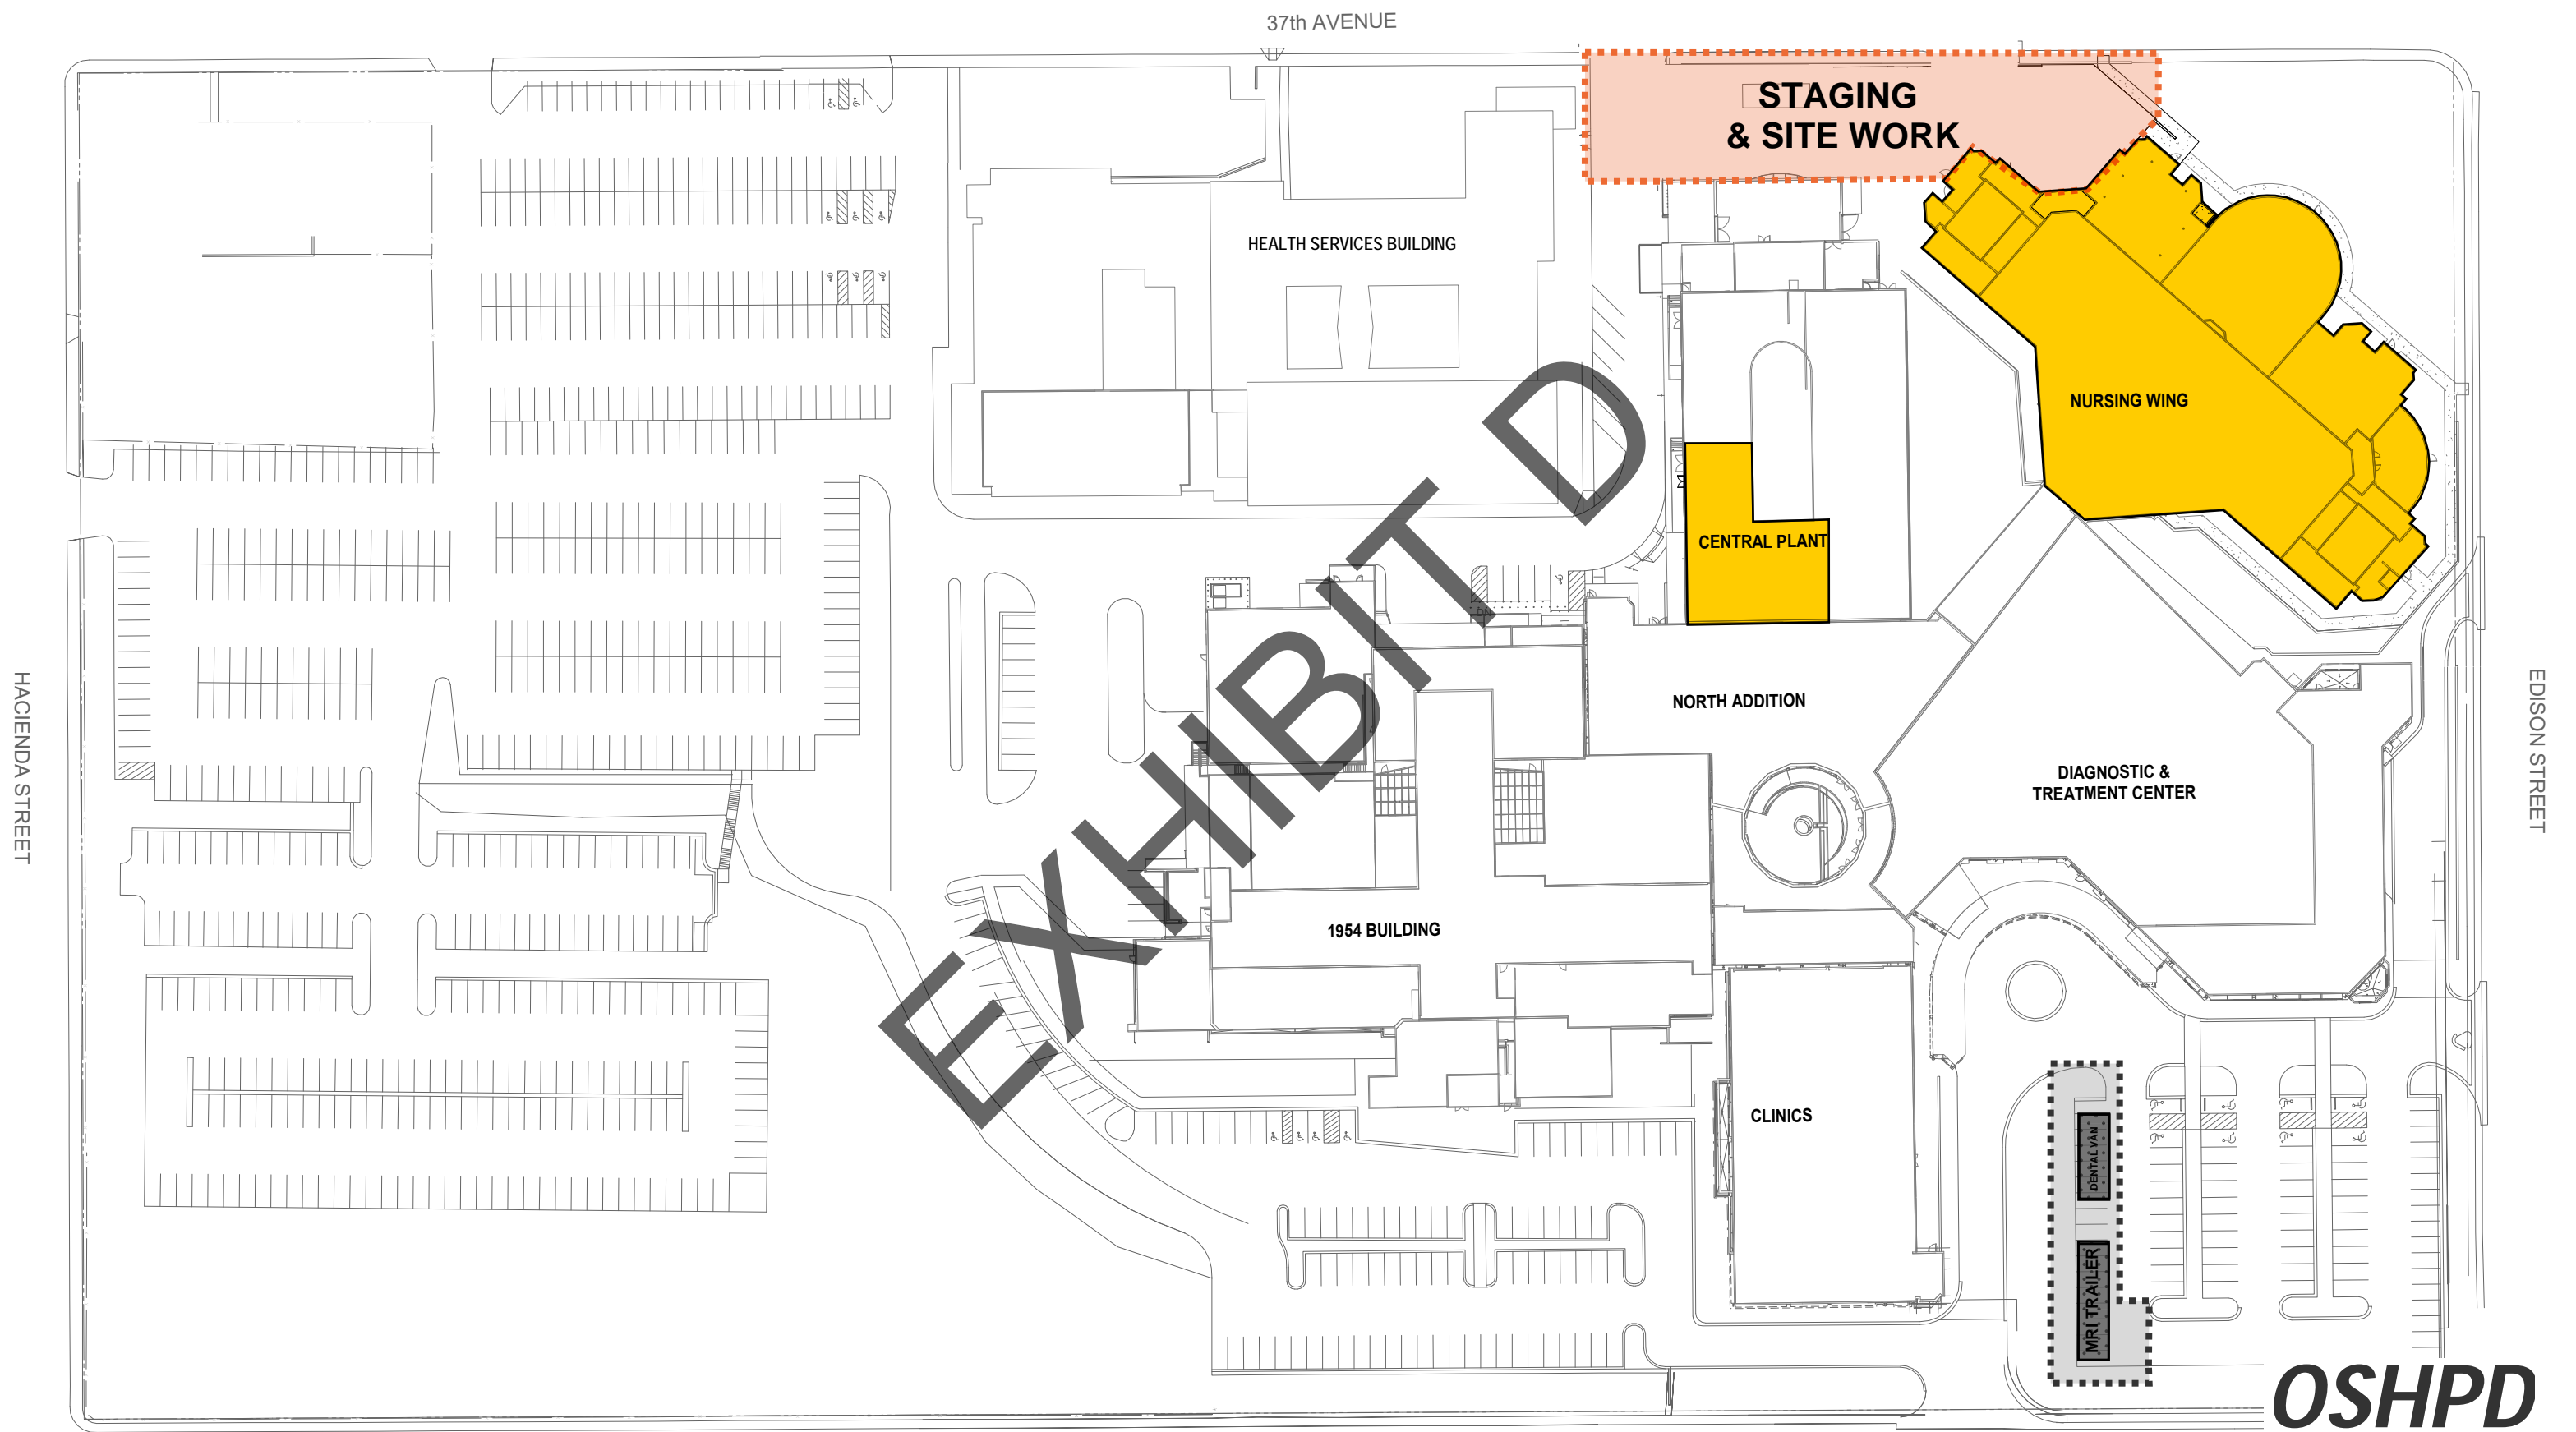 37th AVENUE
STAGING
& SITE WORK
HEALTH SERVICES BUILDING
NURSING WING
CENTRAL PLANT
HACIENDA STREET
EDISON STREET
NORTH ADDITION
DIAGNOSTIC &
TREATMENT CENTER
1954 BUILDING
EXHIBIT D
CLINICS
DENTAL VAN
MRI TRAILER
OSHPD